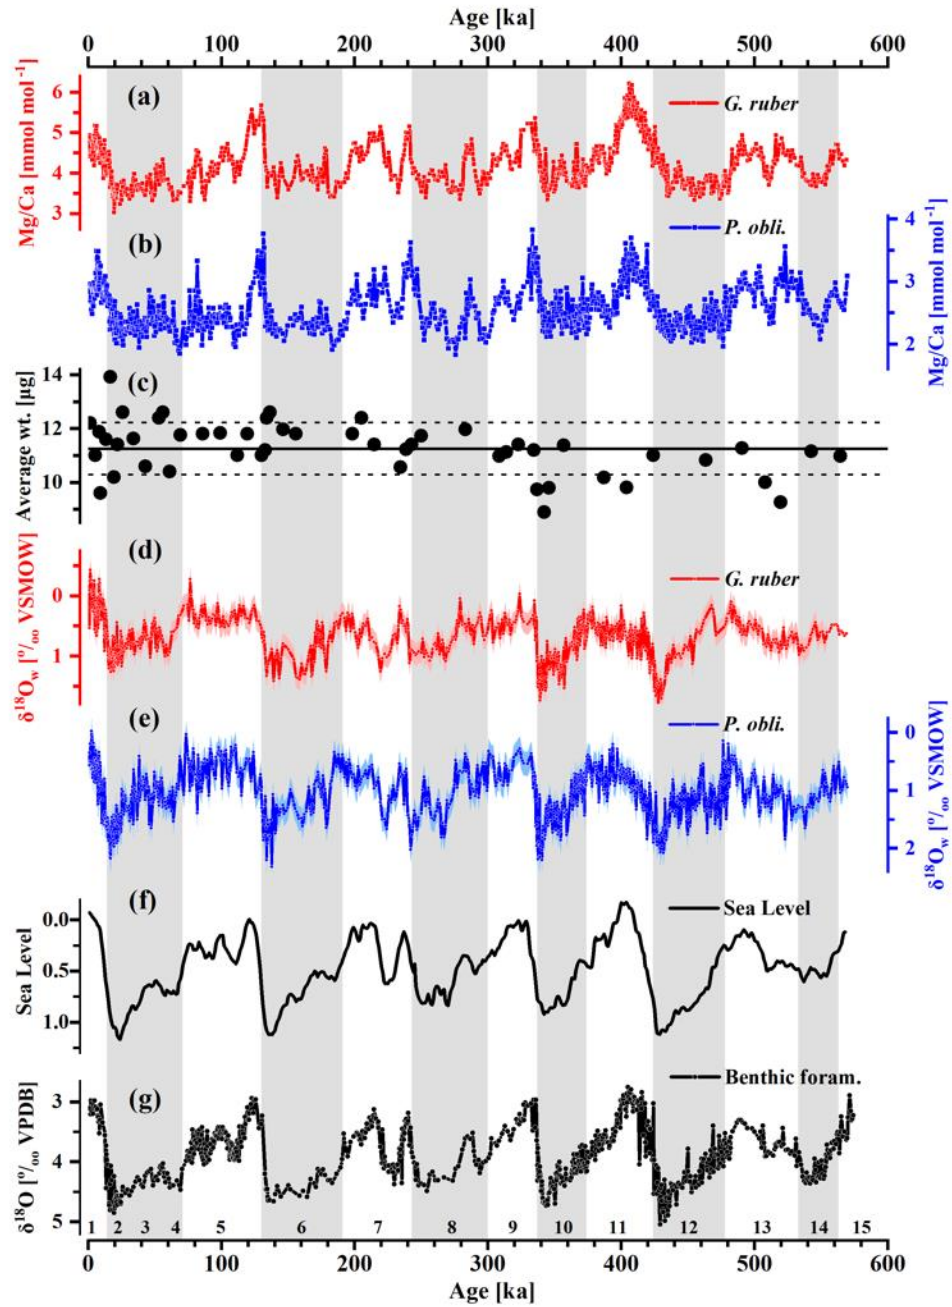 Age [ka]
0 100 200 300 400 500 600
(a)
G. ruber
Mg/Ca [mmol mol⁻¹]
6
5
4
3
(b)
P. obli.
Mg/Ca [mmol mol⁻¹]
4
3
2
(c)
Average wt. [µg]
14
12
10
(d)
G. ruber
δ¹⁸Ow [º/oo VSMOW]
0
1
(e)
P. obli.
δ¹⁸Ow [º/oo VSMOW]
0
1
2
(f)
Sea Level
Sea Level
0.0
0.5
1.0
(g)
Benthic foram.
δ¹⁸O [º/oo VPDB]
3
4
5
1 2 3 4 5 6 7 8 9 10 11 12 13 14 15
0 100 200 300 400 500 600
Age [ka]